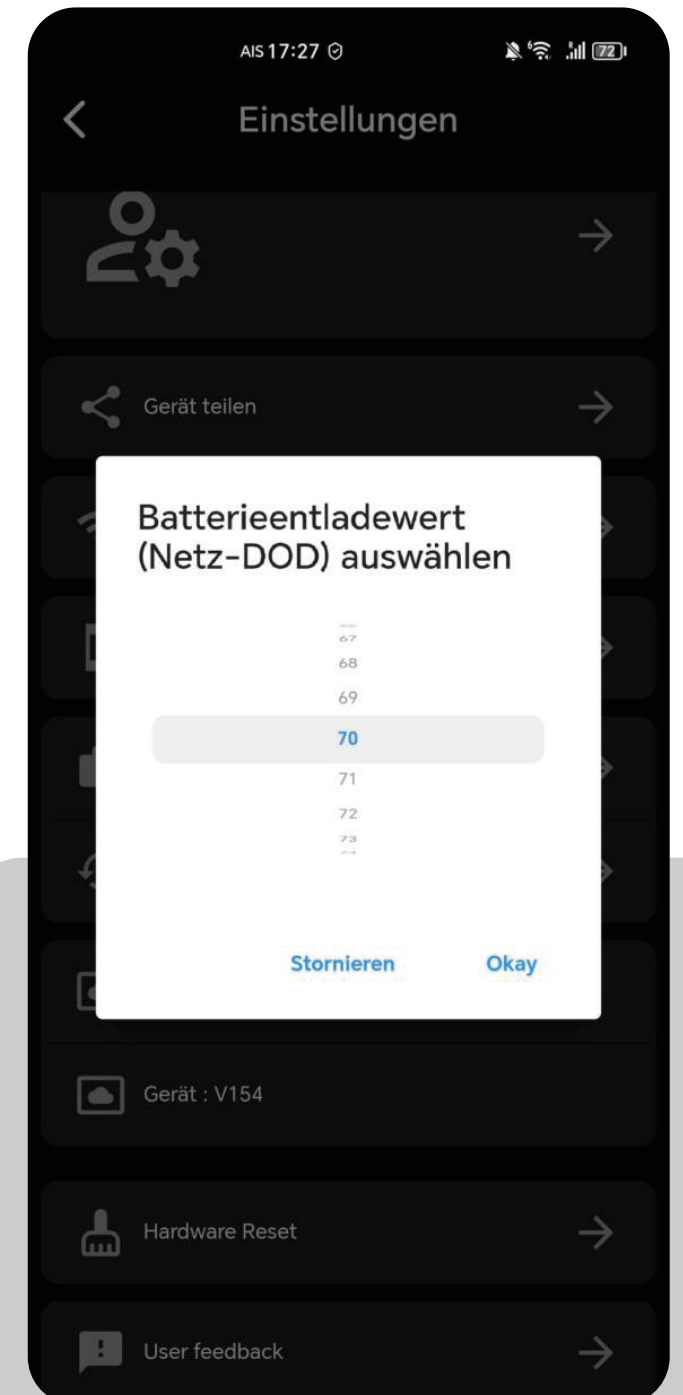 AIS 17:27 72
Einstellungen
Gerät teilen
Batterieentladewert
(Netz-DOD) auswählen
67
68
69
70
71
72
73
Stornieren Okay
Gerät : V154
Hardware Reset
User feedback